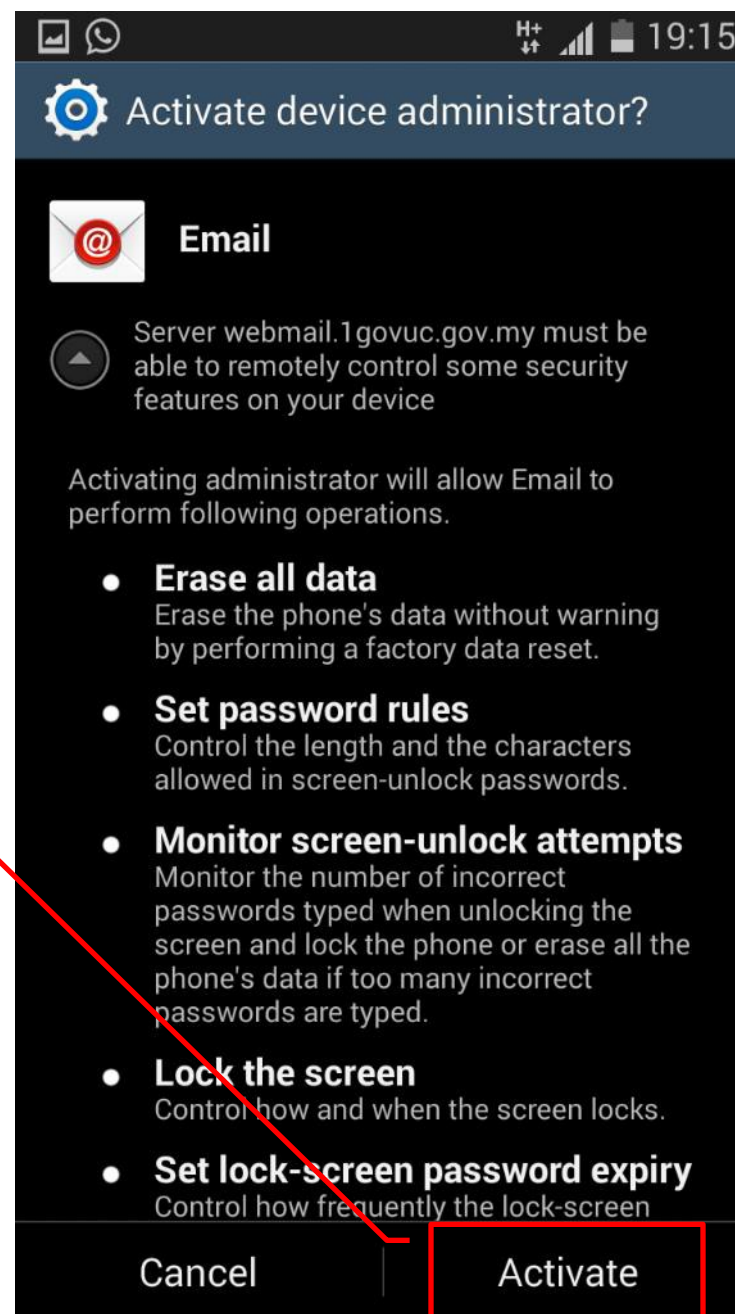 H+ 19:15
Activate device administrator?
Email
Server webmail.1govuc.gov.my must be
able to remotely control some security
features on your device
Activating administrator will allow Email to
perform following operations.
Erase all data
Erase the phone's data without warning
by performing a factory data reset.
Set password rules
Control the length and the characters
allowed in screen-unlock passwords.
Monitor screen-unlock attempts
Monitor the number of incorrect
passwords typed when unlocking the
screen and lock the phone or erase all the
phone's data if too many incorrect
passwords are typed.
Lock the screen
Control how and when the screen locks.
Set lock-screen password expiry
Control how frequently the lock-screen
Cancel Activate